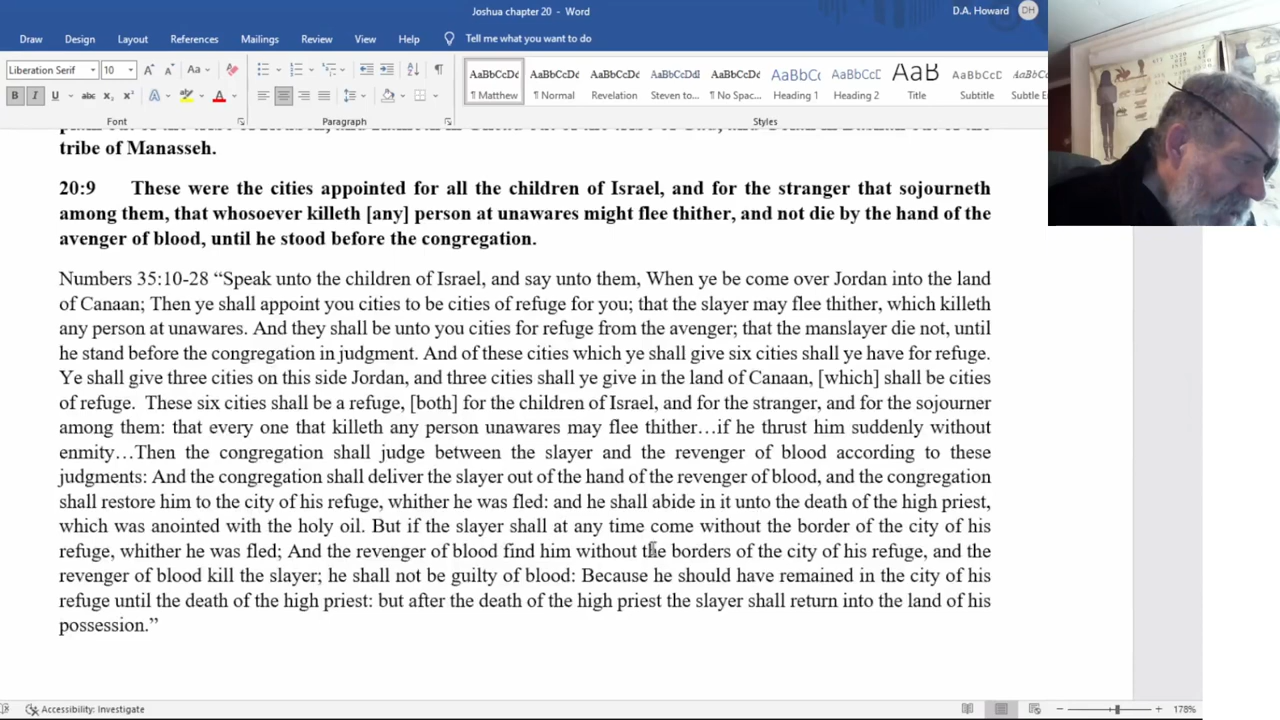 Joshua chapter 20 - Word
D.A. Howard DH
Draw Design Layout References Mailings Review View Help Tell me what you want to do
Liberation Serif 10 A A Aa
B I U abc x2 x2 A A
AaBbCcDc AaBbCcDc AaBbCcDc AaBbCcDd AaBbCcDc AaBbC AaBbCcD AaB AaBbCcD AaBbCcD
¶ Matthew ¶ Normal Revelation Steven to... ¶ No Spac... Heading 1 Heading 2 Title Subtitle Subtle E
Font Paragraph Styles
tribe of Manasseh.
20:9 These were the cities appointed for all the children of Israel, and for the stranger that sojourneth
among them, that whosoever killeth [any] person at unawares might flee thither, and not die by the hand of the
avenger of blood, until he stood before the congregation.
Numbers 35:10-28 “Speak unto the children of Israel, and say unto them, When ye be come over Jordan into the land
of Canaan; Then ye shall appoint you cities to be cities of refuge for you; that the slayer may flee thither, which killeth
any person at unawares. And they shall be unto you cities for refuge from the avenger; that the manslayer die not, until
he stand before the congregation in judgment. And of these cities which ye shall give six cities shall ye have for refuge.
Ye shall give three cities on this side Jordan, and three cities shall ye give in the land of Canaan, [which] shall be cities
of refuge. These six cities shall be a refuge, [both] for the children of Israel, and for the stranger, and for the sojourner
among them: that every one that killeth any person unawares may flee thither…if he thrust him suddenly without
enmity…Then the congregation shall judge between the slayer and the revenger of blood according to these
judgments: And the congregation shall deliver the slayer out of the hand of the revenger of blood, and the congregation
shall restore him to the city of his refuge, whither he was fled: and he shall abide in it unto the death of the high priest,
which was anointed with the holy oil. But if the slayer shall at any time come without the border of the city of his
refuge, whither he was fled; And the revenger of blood find him without the borders of the city of his refuge, and the
revenger of blood kill the slayer; he shall not be guilty of blood: Because he should have remained in the city of his
refuge until the death of the high priest: but after the death of the high priest the slayer shall return into the land of his
possession.”
Accessibility: Investigate 178%